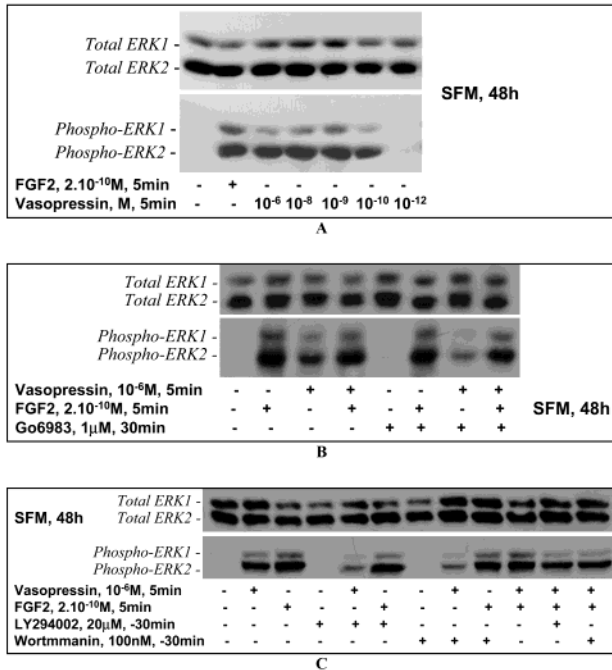 Total ERK1 -
Total ERK2 -
SFM, 48h
Phospho-ERK1 -
Phospho-ERK2 -
FGF2, 2.10⁻¹⁰M, 5min - + - - - - -
Vasopressin, M, 5min - - 10⁻⁶ 10⁻⁸ 10⁻⁹ 10⁻¹⁰ 10⁻¹²
A
Total ERK1 -
Total ERK2 -
Phospho-ERK1 -
Phospho-ERK2 -
Vasopressin, 10⁻⁶M, 5min - - + + - - + +
FGF2, 2.10⁻¹⁰M, 5min - + - + - + - +
SFM, 48h
Go6983, 1µM, 30min - - - - + + + +
B
Total ERK1 -
SFM, 48h
Total ERK2 -
Phospho-ERK1 -
Phospho-ERK2 -
Vasopressin, 10⁻⁶M, 5min - + - - + - - + - + + +
FGF2, 2.10⁻¹⁰M, 5min - - + - - + - - + + + +
LY294002, 20µM, -30min - - - + + + - - - - + -
Wortmmanin, 100nM, -30min - - - - - - + + + - - +
C